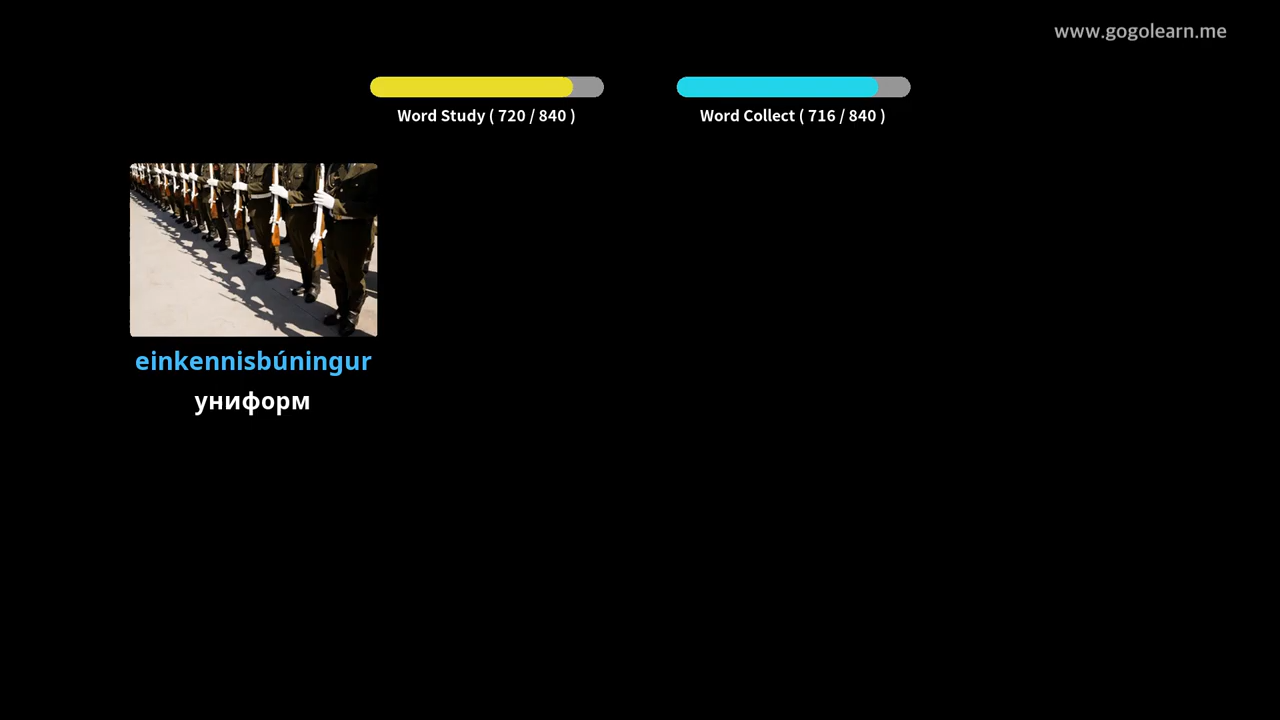 www.gogolearn.me
Word Study ( 720 / 840 )
Word Collect ( 716 / 840 )
einkennisbúningur
униформ